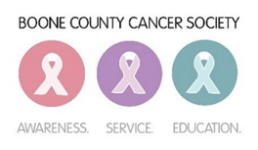 BOONE COUNTY CANCER SOCIETY
AWARENESS. SERVICE. EDUCATION.